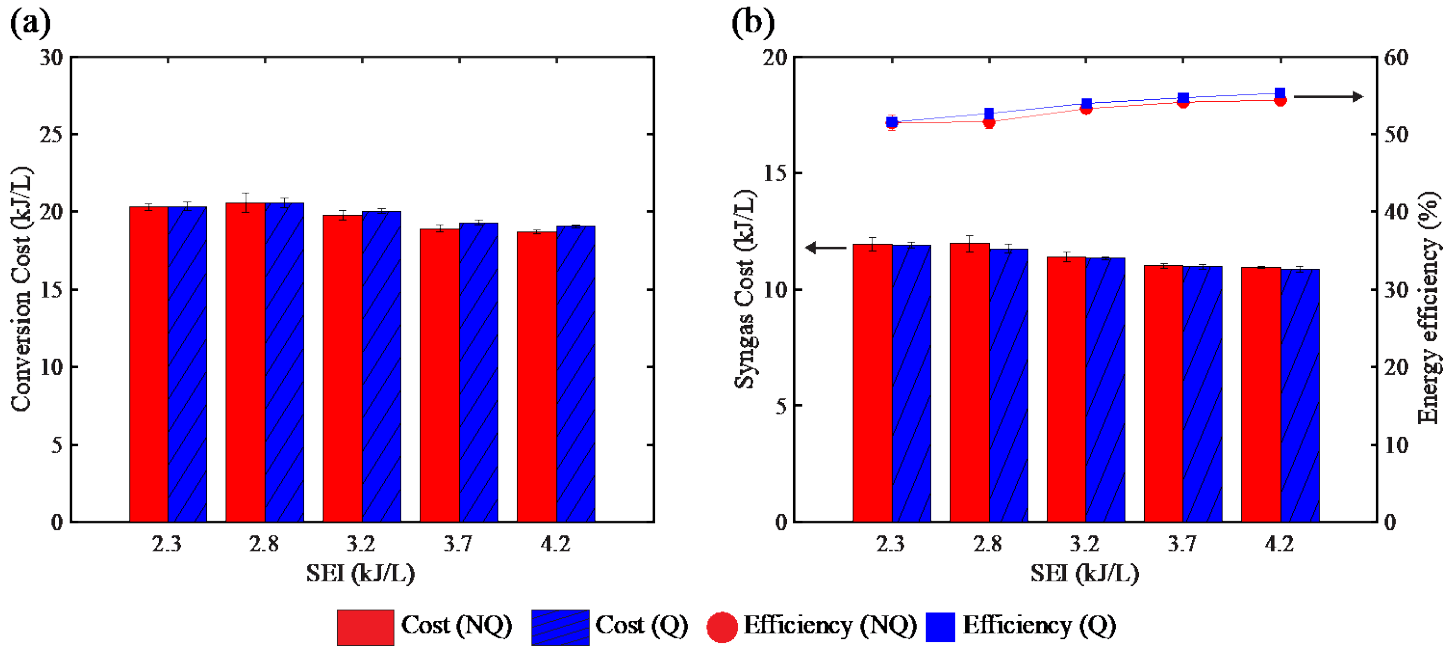 (a)
30
25
20
15
10
5
0
Conversion Cost (kJ/L)
2.3 2.8 3.2 3.7 4.2
SEI (kJ/L)
(b)
20
15
10
5
0
Syngas Cost (kJ/L)
60
50
40
30
20
10
0
Energy efficiency (%)
2.3 2.8 3.2 3.7 4.2
SEI (kJ/L)
Cost (NQ) Cost (Q) Efficiency (NQ) Efficiency (Q)